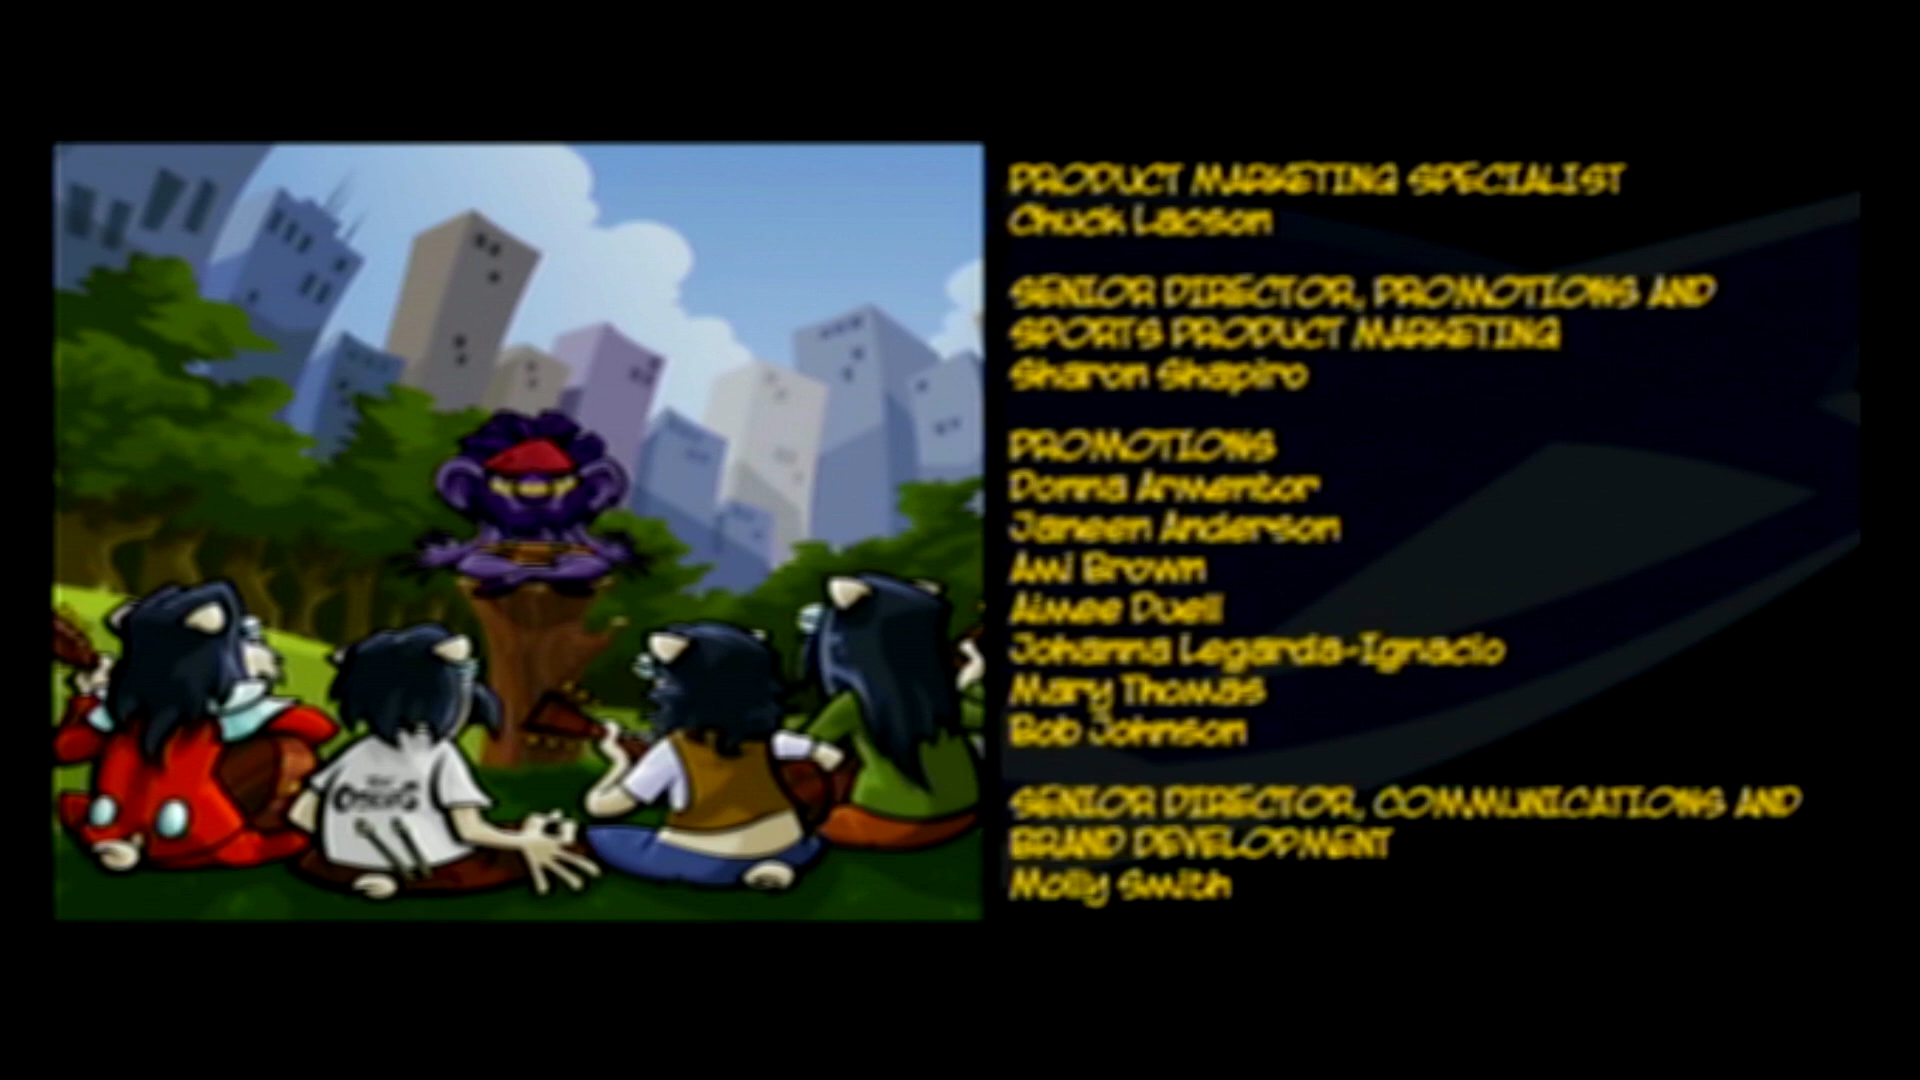 PRODUCT MARKETING SPECIALIST
Chuck Lacson
SENIOR DIRECTOR, PROMOTIONS AND
SPORTS PRODUCT MARKETING
Sharon Shapiro
PROMOTIONS
Donna Armentor
Janeen Anderson
Ami Brown
Aimee Duell
Johanna Legarda-Ignacio
Mary Thomas
Bob Johnson
SENIOR DIRECTOR, COMMUNICATIONS AND
BRAND DEVELOPMENT
Molly Smith